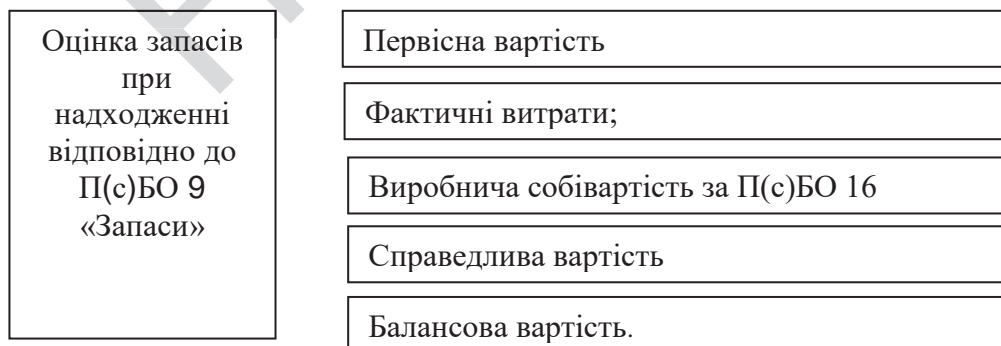 Оцінка запасів
при
надходженні
відповідно до
П(с)БО 9
«Запаси»
Первісна вартість
Фактичні витрати;
Виробнича собівартість за П(с)БО 16
Справедлива вартість
Балансова вартість.